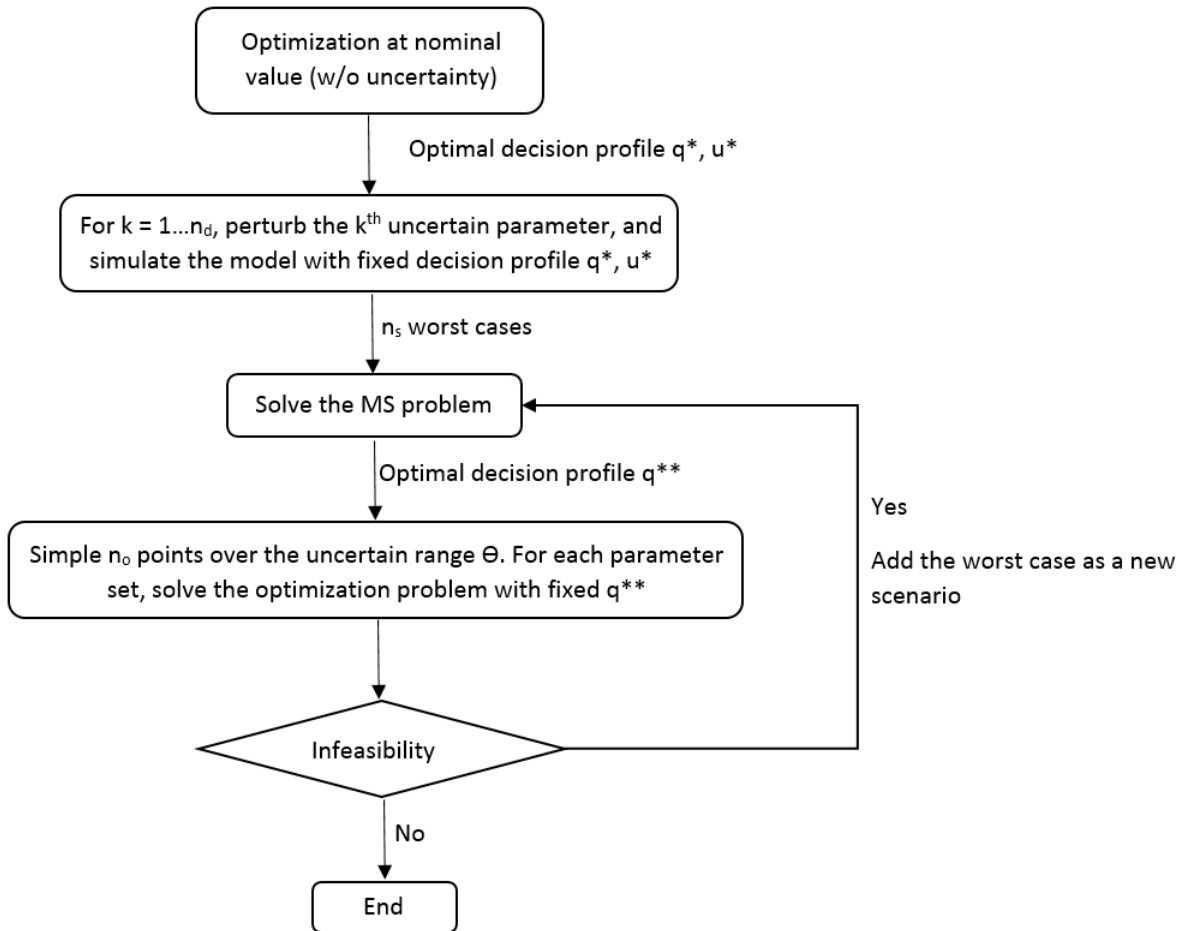 Optimization at nominal
value (w/o uncertainty)
Optimal decision profile q*, u*
For k = 1...nd, perturb the kth uncertain parameter, and
simulate the model with fixed decision profile q*, u*
ns worst cases
Solve the MS problem
Optimal decision profile q**
Simple no points over the uncertain range Θ. For each parameter
set, solve the optimization problem with fixed q**
Yes
Add the worst case as a new
scenario
Infeasibility
No
End